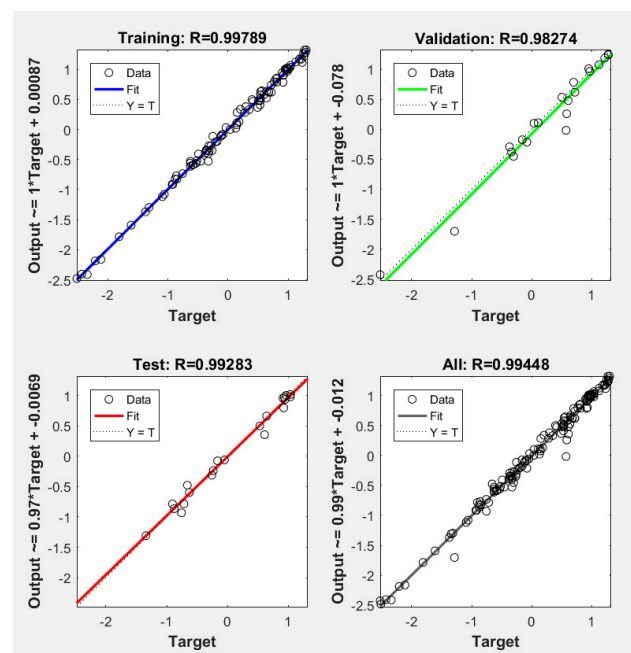 Training: R=0.99789
Output ~= 1*Target + 0.00087
1
0.5
0
-0.5
-1
-1.5
-2
-2.5
Data
Fit
Y = T
-2 -1 0 1
Target
Validation: R=0.98274
Output ~= 1*Target + -0.078
1
0.5
0
-0.5
-1
-1.5
-2
-2.5
Data
Fit
Y = T
-2 -1 0 1
Target
Test: R=0.99283
Output ~= 0.97*Target + -0.0069
1
0.5
0
-0.5
-1
-1.5
-2
Data
Fit
Y = T
-2 -1 0 1
Target
All: R=0.99448
Output ~= 0.99*Target + -0.012
1
0.5
0
-0.5
-1
-1.5
-2
-2.5
Data
Fit
Y = T
-2 -1 0 1
Target